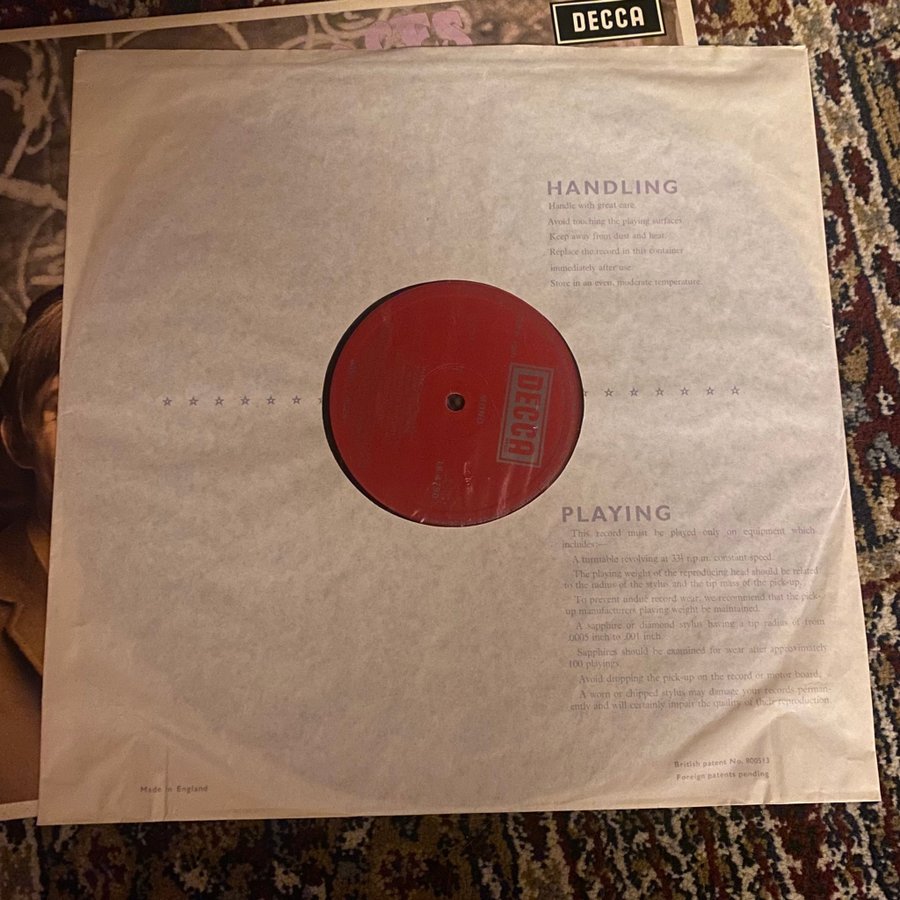 DECCA
HANDLING
Handle with great care.
Avoid touching the playing surfaces.
Keep away from dust and heat.
Replace the record in this container
immediately after use.
Store in an even, moderate temperature.
DECCA
PLAYING
This record must be played only on equipment which
includes:—
A turntable revolving at 33⅓ r.p.m. constant speed.
The playing weight of the reproducing head should be related
to the radius of the stylus and the tip mass of the pick-up.
To prevent undue record wear, we recommend that the pick-
up manufacturers playing weight be maintained.
A sapphire or diamond stylus having a tip radius of from
.0005 inch to .001 inch.
Sapphires should be examined for wear after approximately
100 playings.
Avoid dropping the pick-up on the record or motor board.
A worn or chipped stylus may damage your records perman-
ently and will certainly impair the quality of their reproduction
British patent No. 800513
Foreign patents pending
Made in England